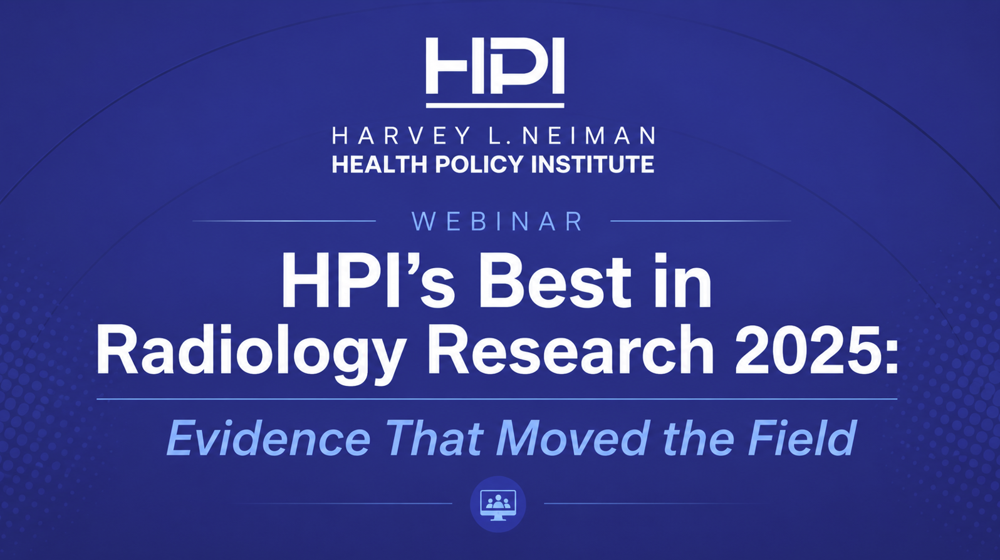 HPI
HARVEY L. NEIMAN
HEALTH POLICY INSTITUTE
WEBINAR
HPI’s Best in
Radiology Research 2025:
Evidence That Moved the Field